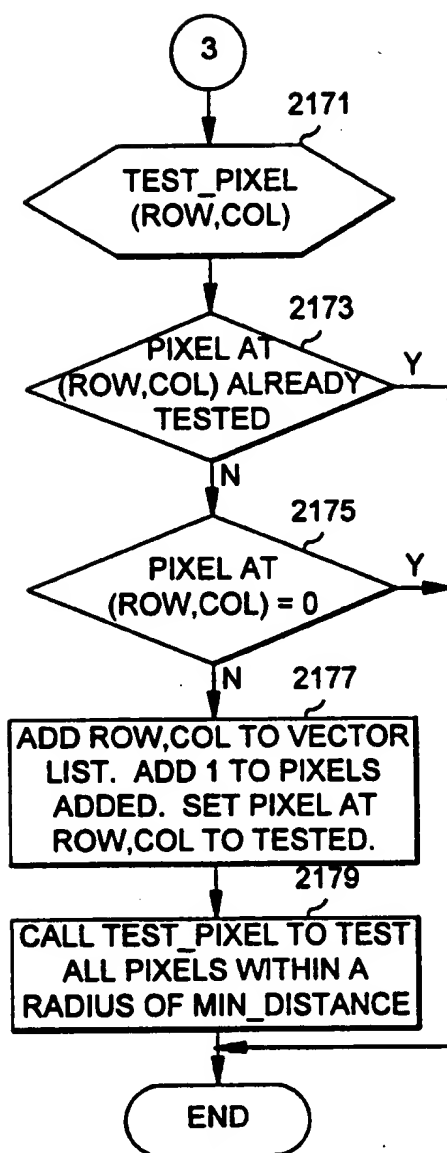 3
2171
TEST_PIXEL
(ROW,COL)
2173
PIXEL AT
(ROW,COL) ALREADY
TESTED
Y
N
2175
PIXEL AT
(ROW,COL) = 0
Y
N
2177
ADD ROW,COL TO VECTOR
LIST. ADD 1 TO PIXELS
ADDED. SET PIXEL AT
ROW,COL TO TESTED.
2179
CALL TEST_PIXEL TO TEST
ALL PIXELS WITHIN A
RADIUS OF MIN_DISTANCE
END